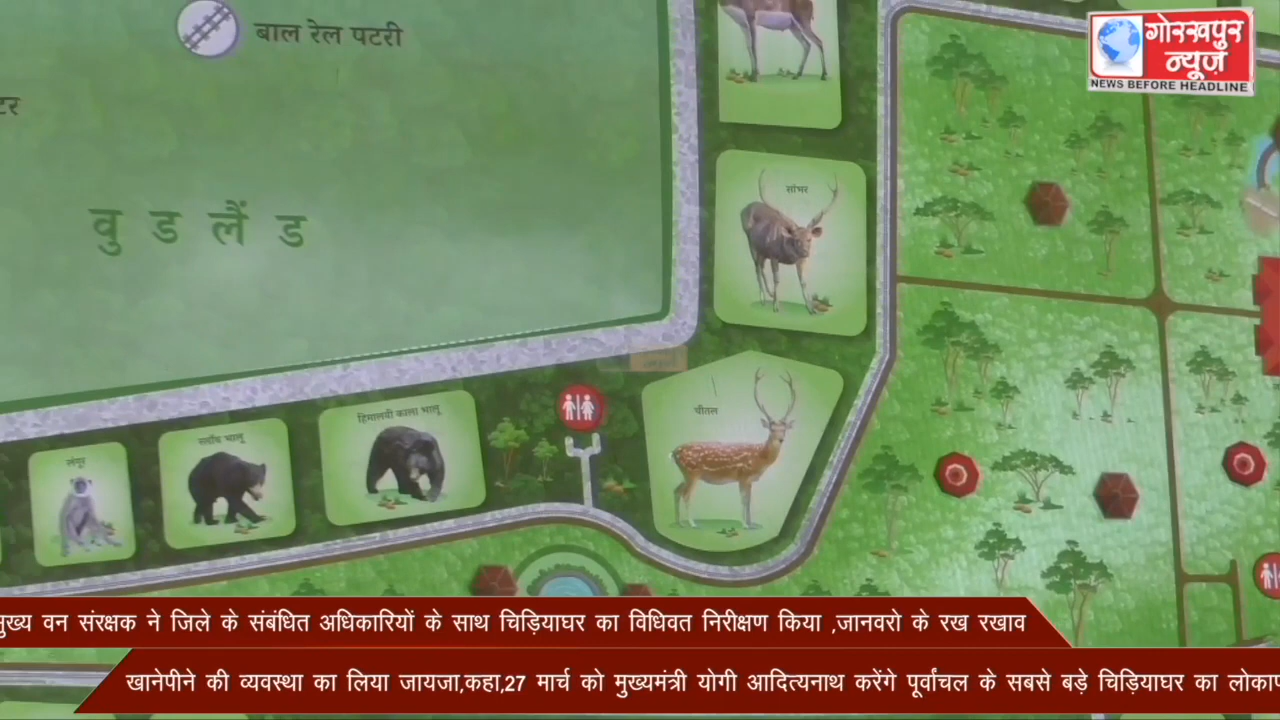 बाल रेल पटरी
गोरखपुर
न्यूज़
NEWS BEFORE HEADLINE
टर
सांभर
वु ड लैं ड
चीतल
हिमालयी काला भालू
स्लॉथ भालू
लंगूर
मुख्य वन संरक्षक ने जिले के संबंधित अधिकारियों के साथ चिड़ियाघर का विधिवत निरीक्षण किया ,जानवरो के रख रखाव
खानेपीने की व्यवस्था का लिया जायजा,कहा,27 मार्च को मुख्यमंत्री योगी आदित्यनाथ करेंगे पूर्वांचल के सबसे बड़े चिड़ियाघर का